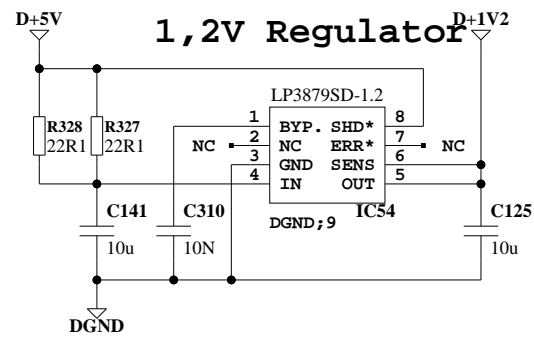 D+5V
1,2V Regulator
D+1V2
LP3879SD-1.2
R328
22R1
R327
22R1
1 BYP. SHD* 8
NC 2 NC ERR* 7 NC
3 GND SENS 6
4 IN OUT 5
IC54
DGND;9
C141
10u
C310
10N
C125
10u
DGND